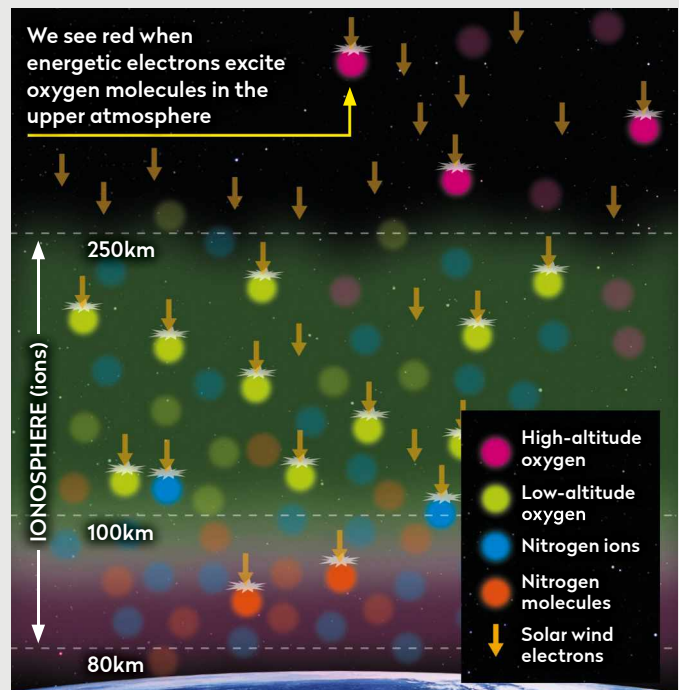 We see red when
energetic electrons excite
oxygen molecules in the
upper atmosphere
250km
IONOSPHERE (ions)
100km
80km
High-altitude
oxygen
Low-altitude
oxygen
Nitrogen ions
Nitrogen
molecules
Solar wind
electrons